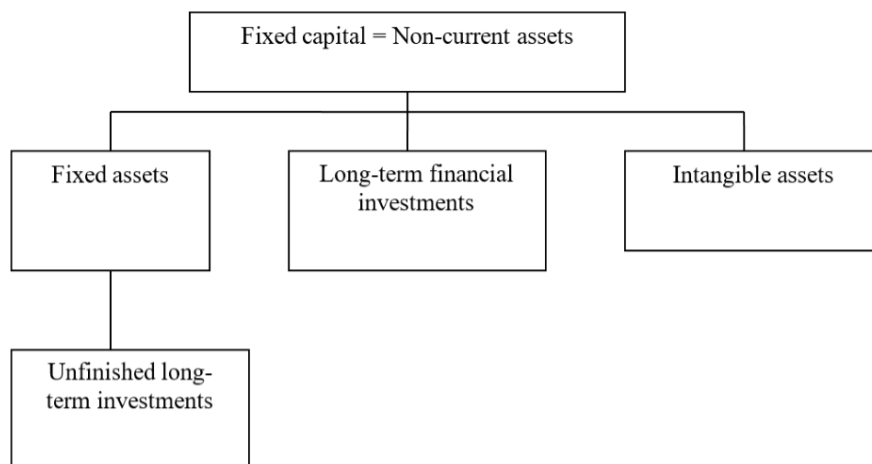 Fixed capital = Non-current assets
Fixed assets
Long-term financial
investments
Intangible assets
Unfinished long-
term investments